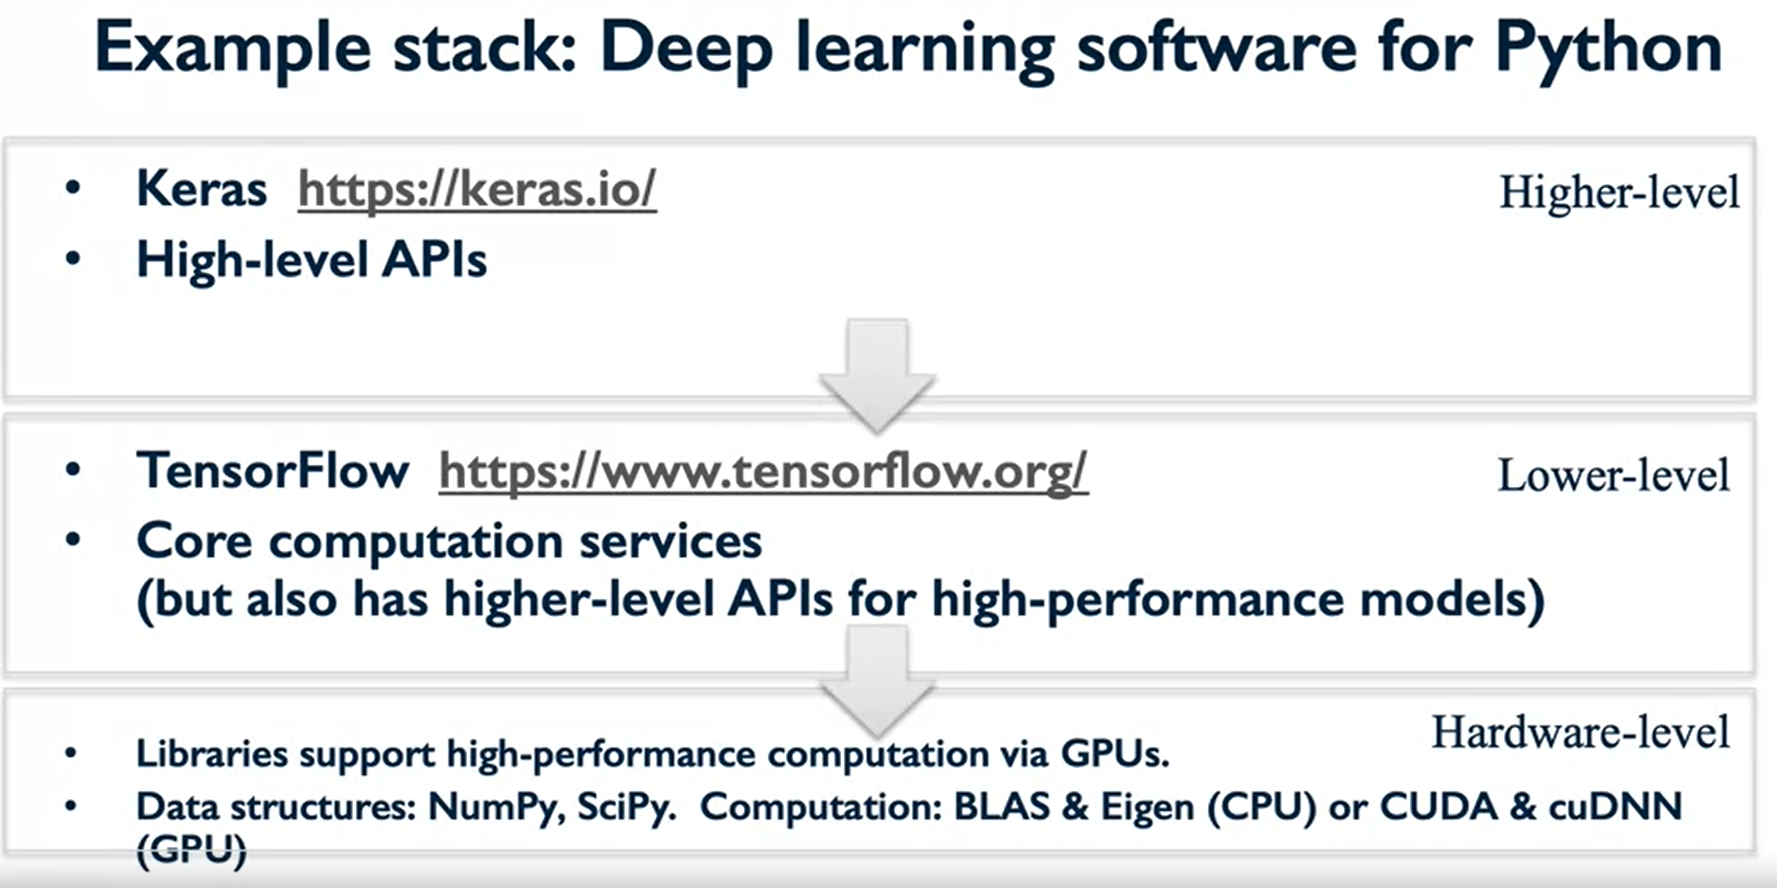 Example stack: Deep learning software for Python
• Keras https://keras.io/
Higher-level
• High-level APIs
• TensorFlow https://www.tensorflow.org/
Lower-level
• Core computation services
(but also has higher-level APIs for high-performance models)
Hardware-level
• Libraries support high-performance computation via GPUs.
• Data structures: NumPy, SciPy. Computation: BLAS & Eigen (CPU) or CUDA & cuDNN
(GPU)